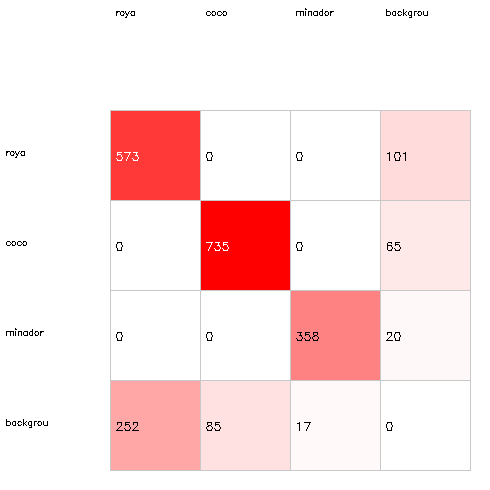 roya coco minador backgrou
roya 573 0 0 101
coco 0 735 0 65
minador 0 0 358 20
backgrou 252 85 17 0